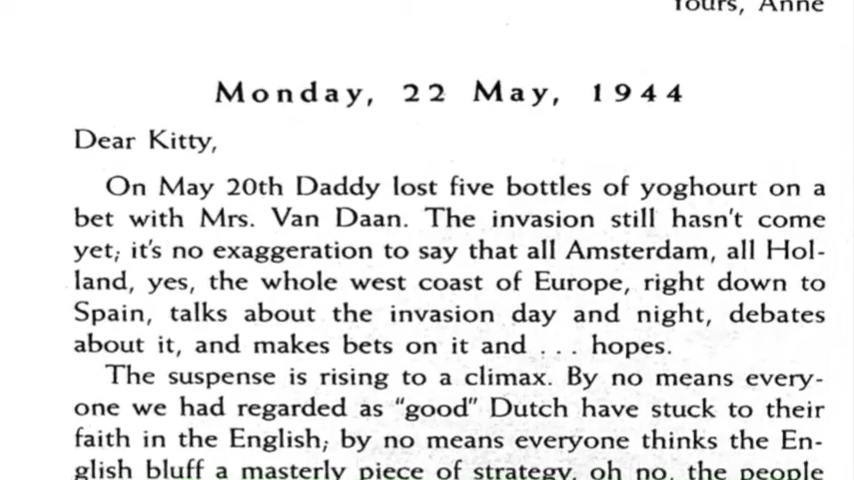 Yours, Anne
Monday, 22 May, 1944
Dear Kitty,
On May 20th Daddy lost five bottles of yoghourt on a
bet with Mrs. Van Daan. The invasion still hasn't come
yet; it's no exaggeration to say that all Amsterdam, all Hol-
land, yes, the whole west coast of Europe, right down to
Spain, talks about the invasion day and night, debates
about it, and makes bets on it and . . . hopes.
The suspense is rising to a climax. By no means every-
one we had regarded as "good" Dutch have stuck to their
faith in the English; by no means everyone thinks the En-
glish bluff a masterly piece of strategy, oh no, the people